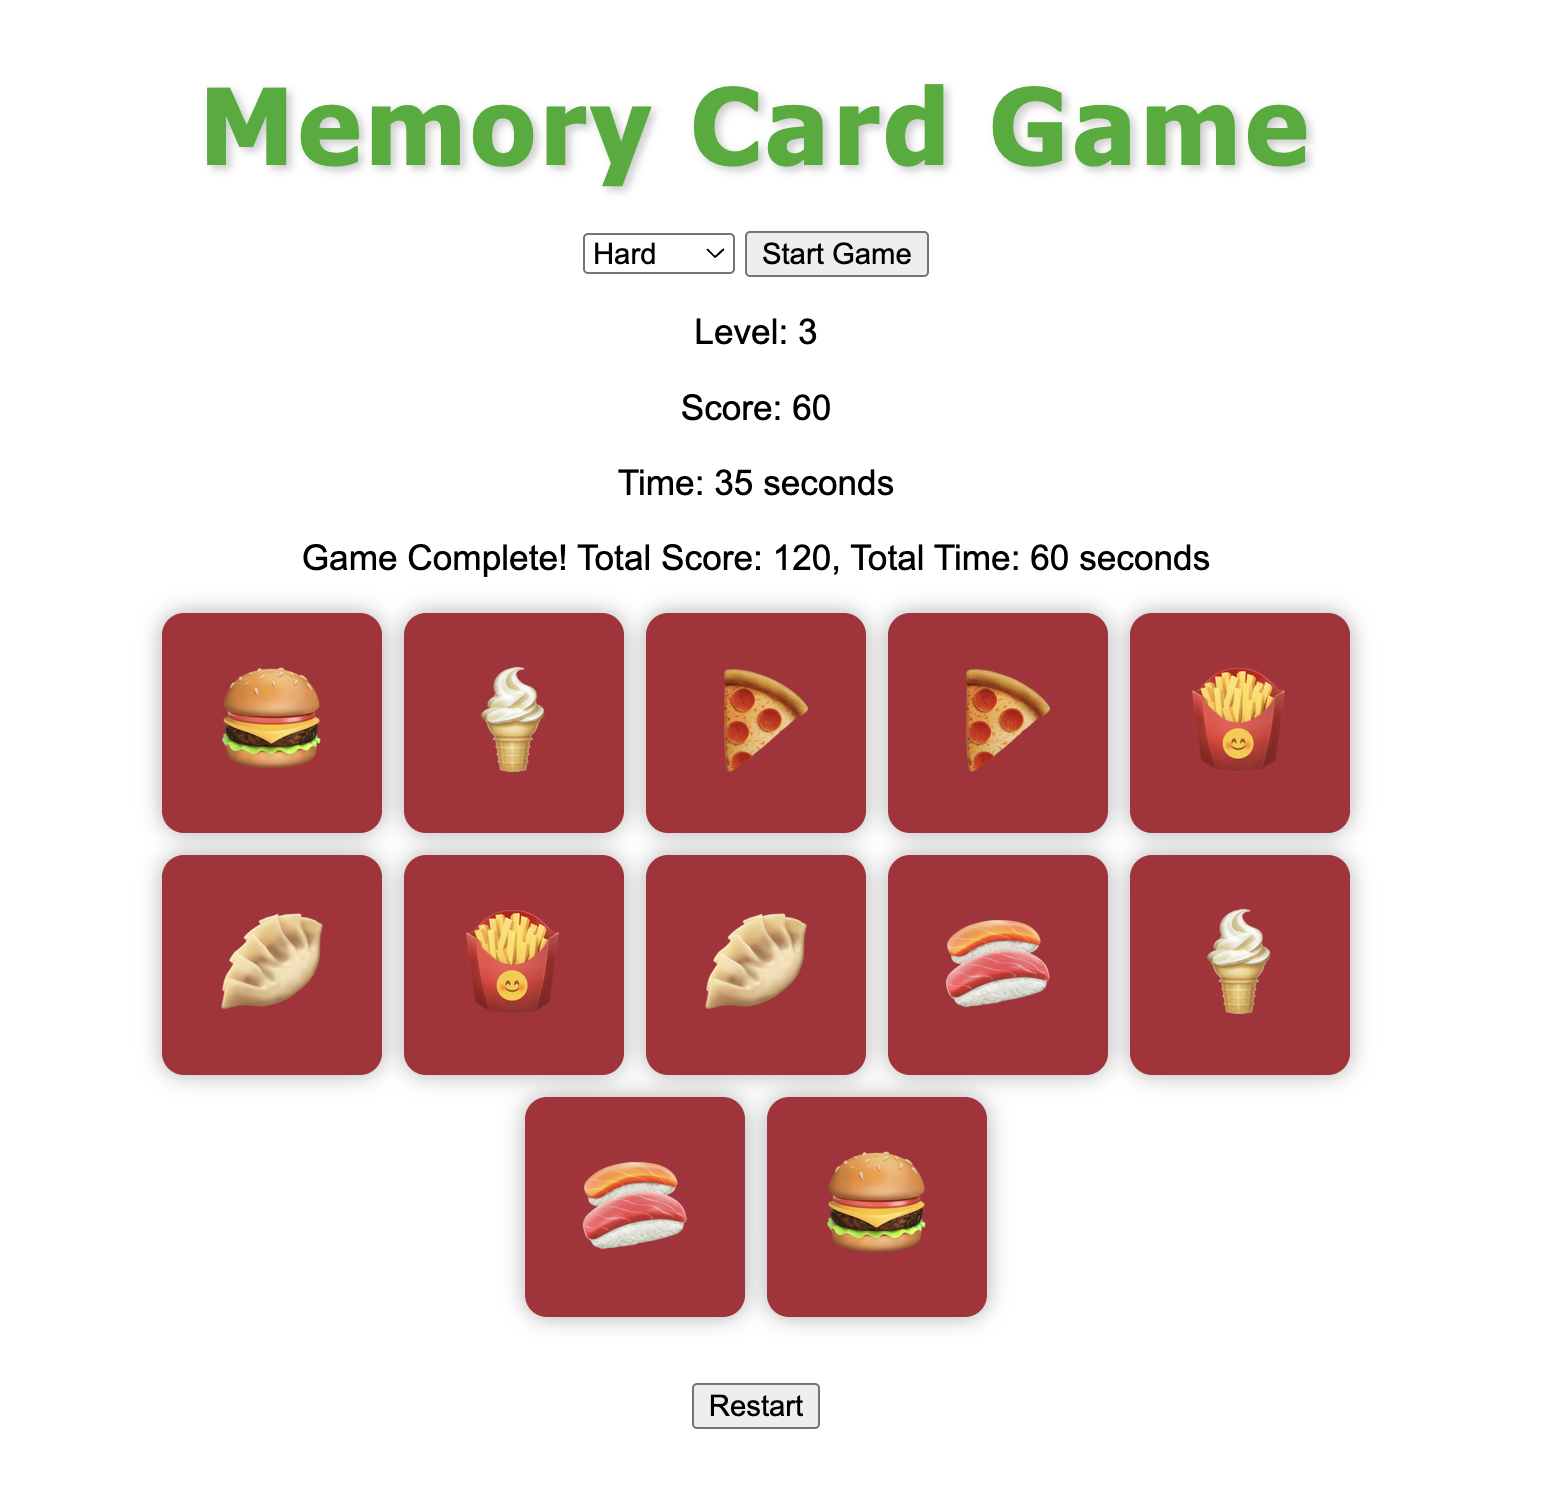 Memory Card Game
Hard Start Game
Level: 3
Score: 60
Time: 35 seconds
Game Complete! Total Score: 120, Total Time: 60 seconds
Restart